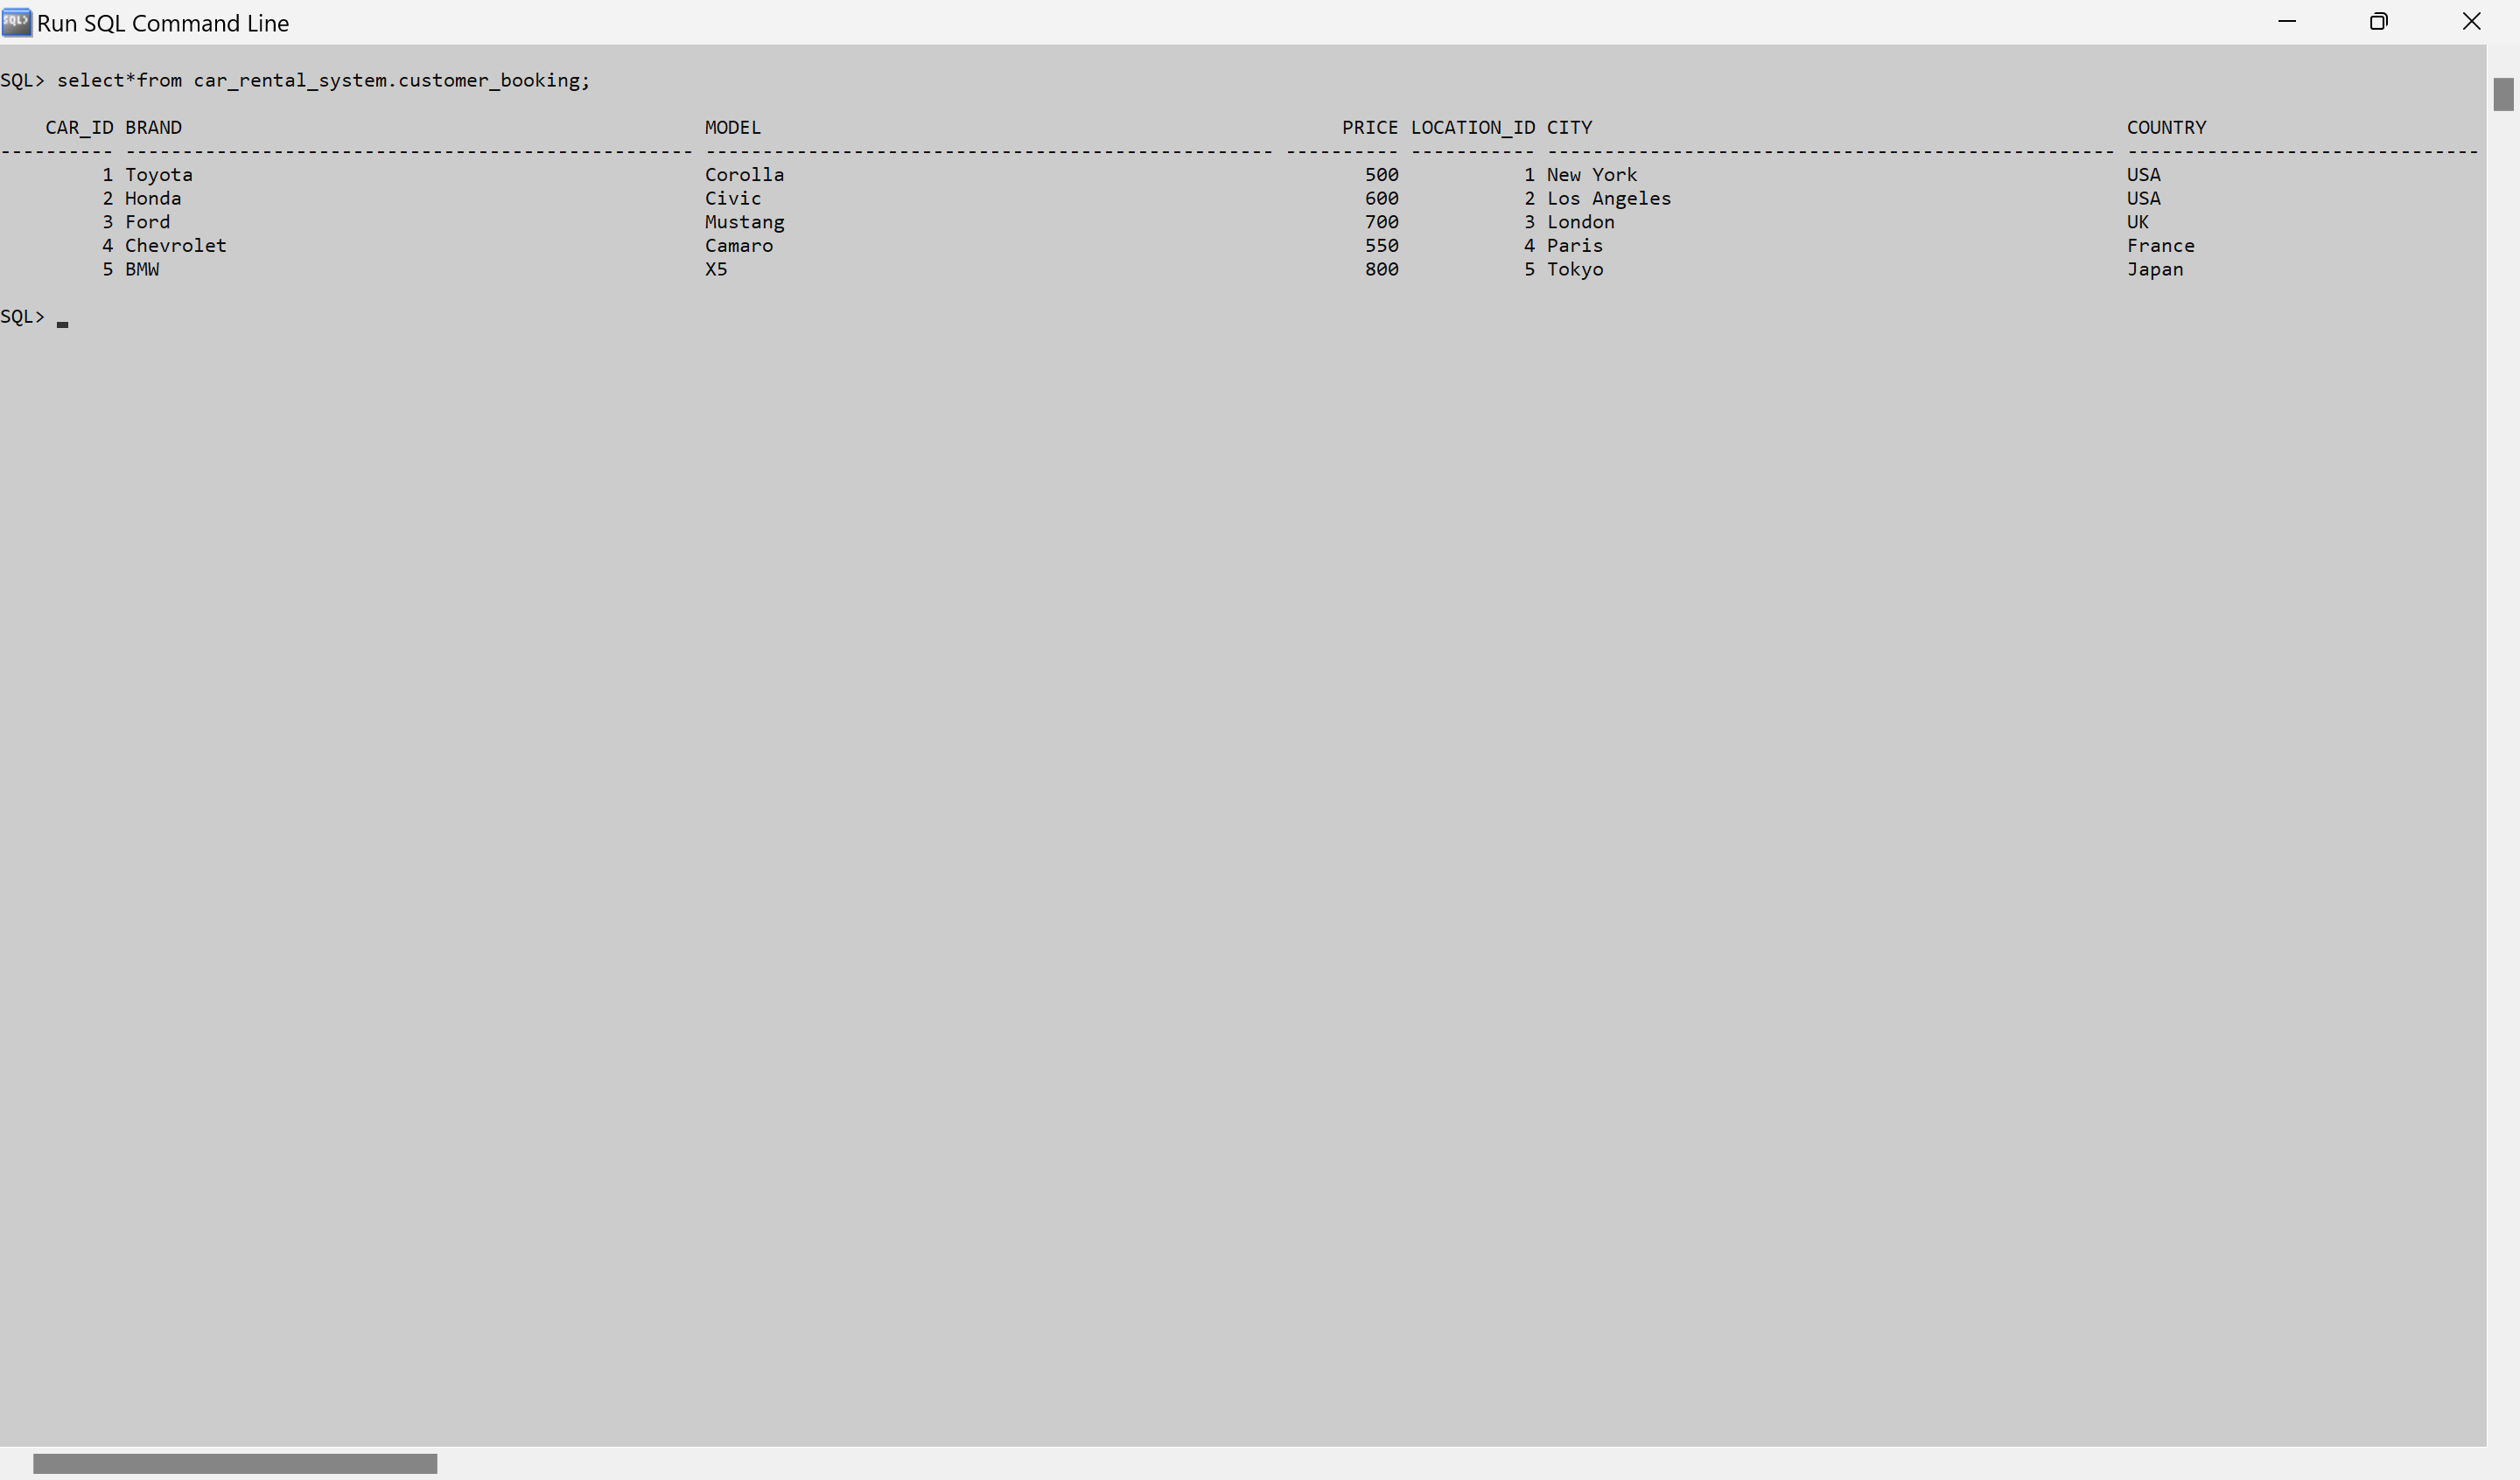 Run SQL Command Line
SQL> select*from car_rental_system.customer_booking;
CAR_ID BRAND MODEL PRICE LOCATION_ID CITY COUNTRY
---------- -------------------------------------------------- -------------------------------------------------- ---------- ----------- -------------------------------------------------- -------------------------------
1 Toyota Corolla 500 1 New York USA
2 Honda Civic 600 2 Los Angeles USA
3 Ford Mustang 700 3 London UK
4 Chevrolet Camaro 550 4 Paris France
5 BMW X5 800 5 Tokyo Japan
SQL> _